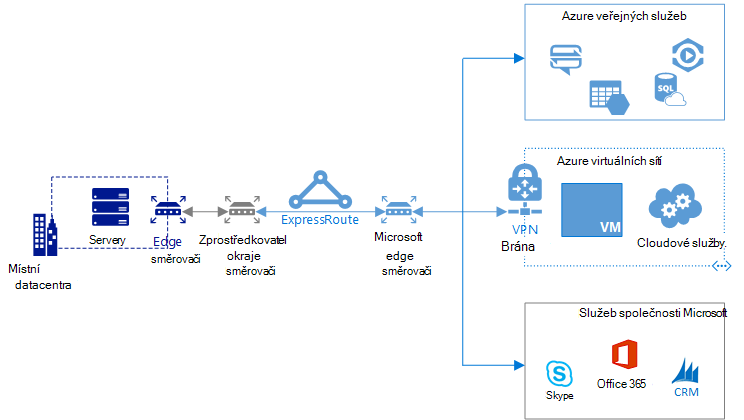 Azure veřejných služeb
SQL
Azure virtuálních sítí
VM
Cloudové služby
VPN
Brána
ExpressRoute
Servery
Edge
směrovači
Zprostředkovatel
okraje
směrovači
Microsoft
edge
směrovači
Místní
datacentra
Služeb společnosti Microsoft
Skype
Office 365
CRM